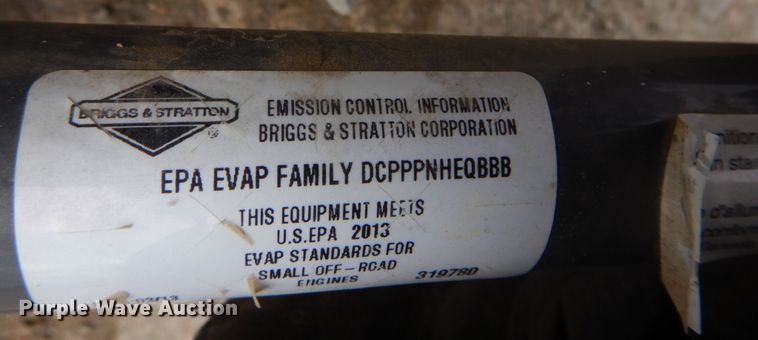 BRIGGS & STRATTON
®
EMISSION CONTROL INFORMATION
BRIGGS & STRATTON CORPORATION
EPA EVAP FAMILY DCPPPNHEQBBB
THIS EQUIPMENT MEETS
U.S.EPA 2013
EVAP STANDARDS FOR
SMALL OFF-ROAD
ENGINES
319780
Purple Wave Auction